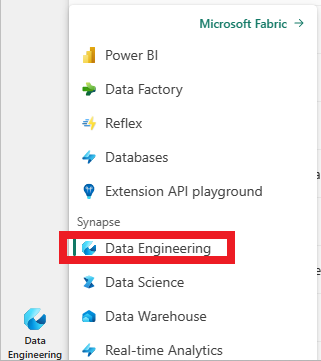 Microsoft Fabric
Power BI
Data Factory
Reflex
Databases
Extension API playground
Synapse
Data Engineering
Data Science
Data Warehouse
Real-time Analytics
Data
Engineering